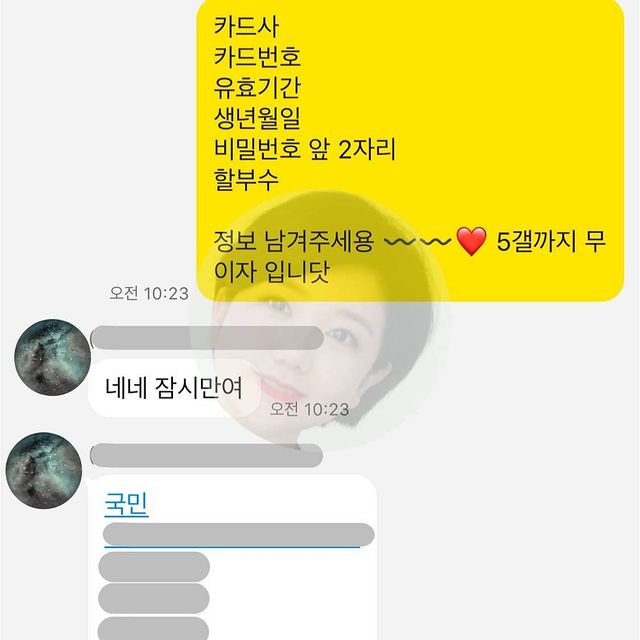 카드사
카드번호
유효기간
생년월일
비밀번호 앞 2자리
할부수
정보 남겨주세용 〰〰❤️ 5갤까지 무
이자 입니닷
오전 10:23
네네 잠시만여
오전 10:23
국민